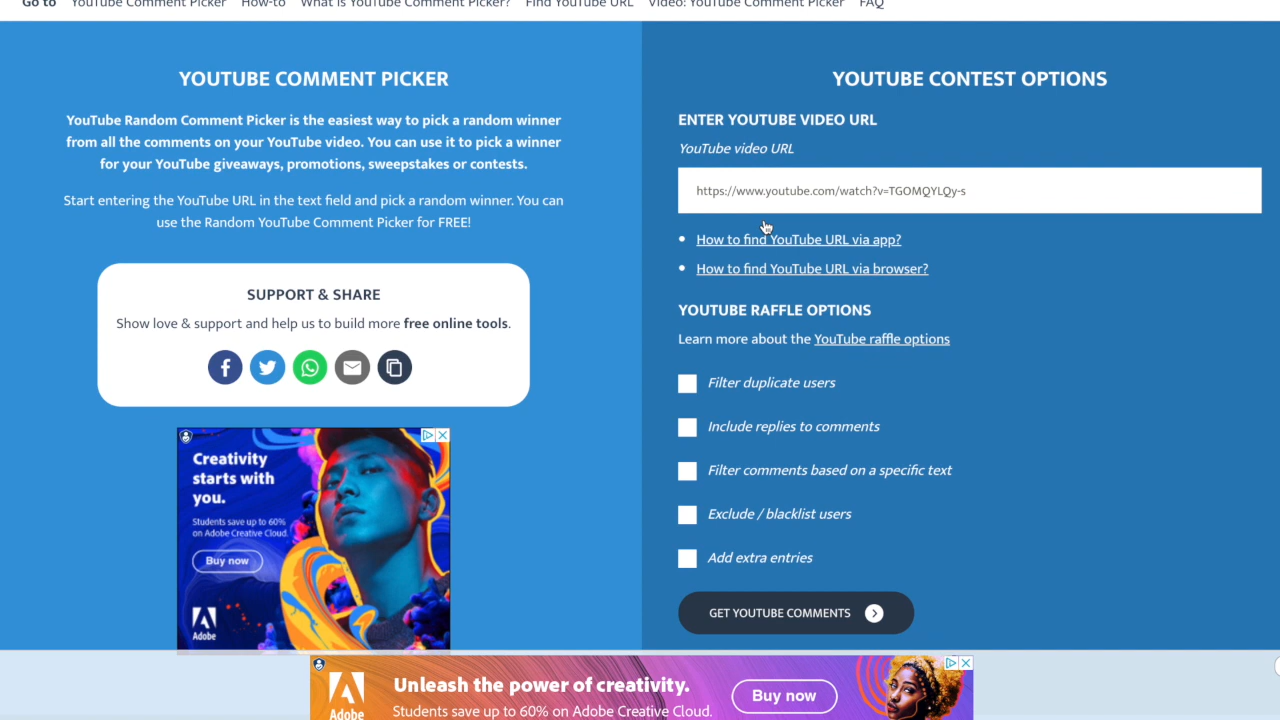 Go to YouTube Comment Picker How-to What is YouTube Comment Picker? Find YouTube URL Video: YouTube Comment Picker FAQ
YOUTUBE COMMENT PICKER
YouTube Random Comment Picker is the easiest way to pick a random winner
from all the comments on your YouTube video. You can use it to pick a winner
for your YouTube giveaways, promotions, sweepstakes or contests.
Start entering the YouTube URL in the text field and pick a random winner. You can
use the Random YouTube Comment Picker for FREE!
SUPPORT & SHARE
Show love & support and help us to build more free online tools.
Creativity
starts with
you.
Students save up to 60%
on Adobe Creative Cloud.
Buy now
Adobe
YOUTUBE CONTEST OPTIONS
ENTER YOUTUBE VIDEO URL
YouTube video URL
https://www.youtube.com/watch?v=TGOMQYLQy-s
How to find YouTube URL via app?
How to find YouTube URL via browser?
YOUTUBE RAFFLE OPTIONS
Learn more about the YouTube raffle options
Filter duplicate users
Include replies to comments
Filter comments based on a specific text
Exclude / blacklist users
Add extra entries
GET YOUTUBE COMMENTS
Adobe
Unleash the power of creativity.
Students save up to 60% on Adobe Creative Cloud.
Buy now